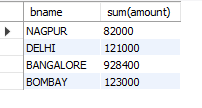 bname sum(amount)
NAGPUR 82000
DELHI 121000
BANGALORE 928400
BOMBAY 123000